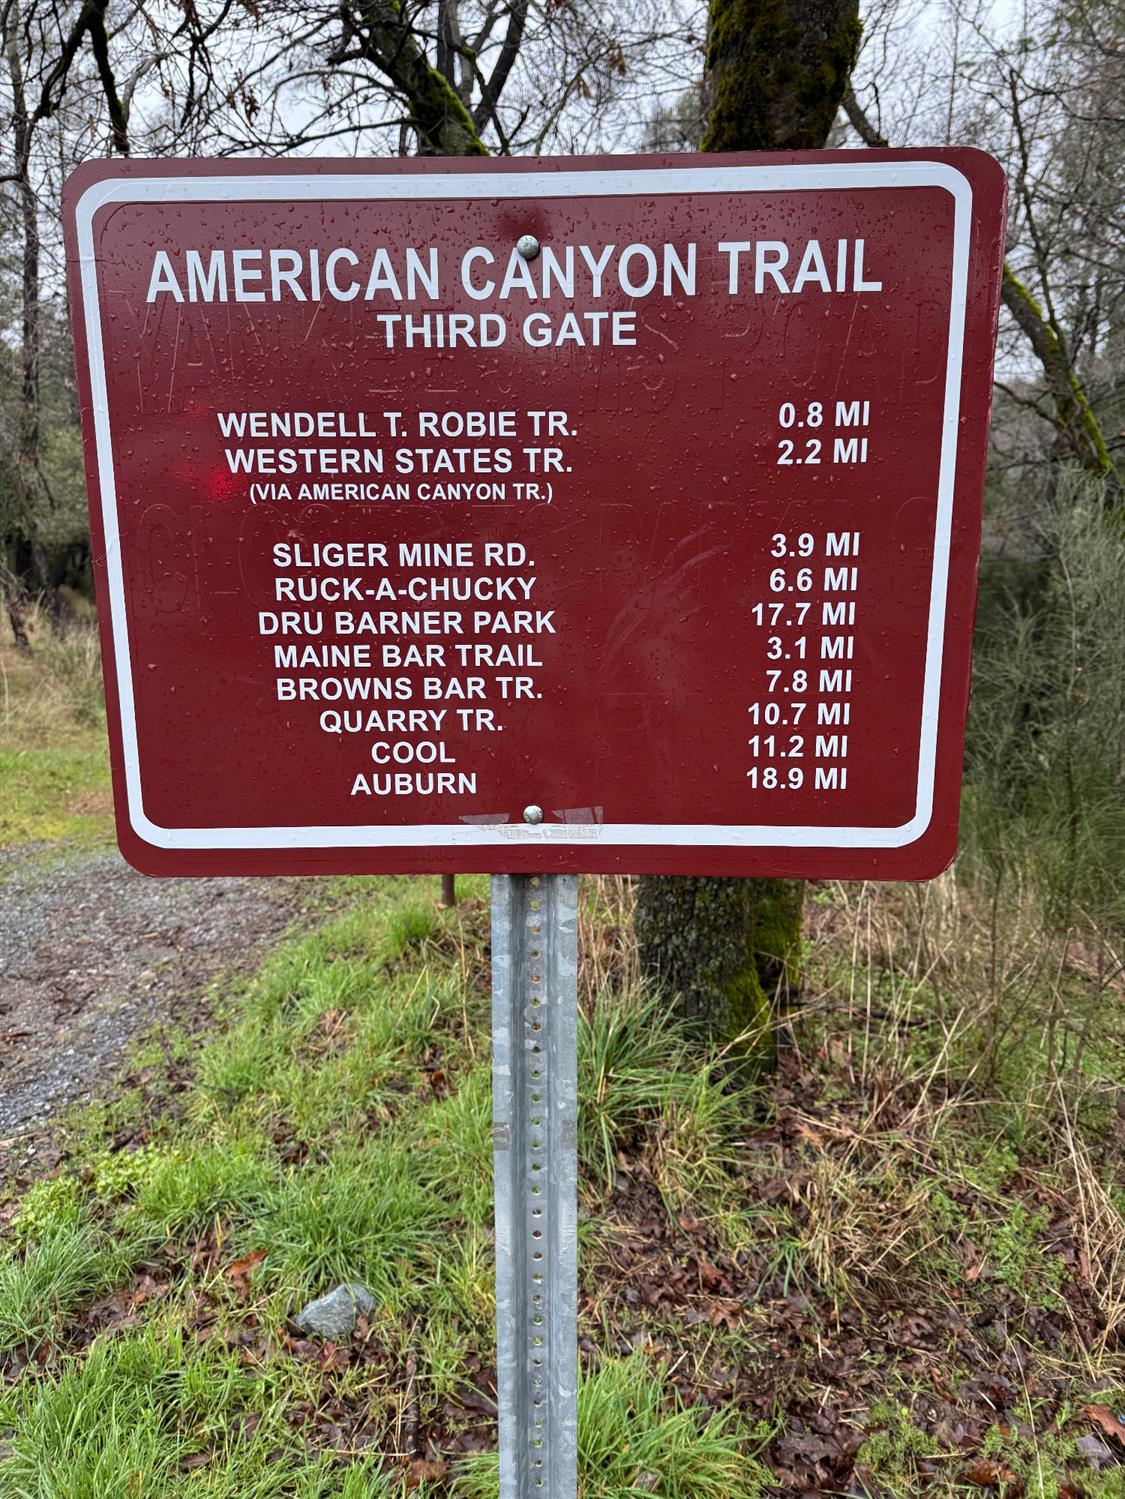 AMERICAN CANYON TRAIL
THIRD GATE
WENDELL T. ROBIE TR. 0.8 MI
WESTERN STATES TR. 2.2 MI
(VIA AMERICAN CANYON TR.)
SLIGER MINE RD. 3.9 MI
RUCK-A-CHUCKY 6.6 MI
DRU BARNER PARK 17.7 MI
MAINE BAR TRAIL 3.1 MI
BROWNS BAR TR. 7.8 MI
QUARRY TR. 10.7 MI
COOL 11.2 MI
AUBURN 18.9 MI